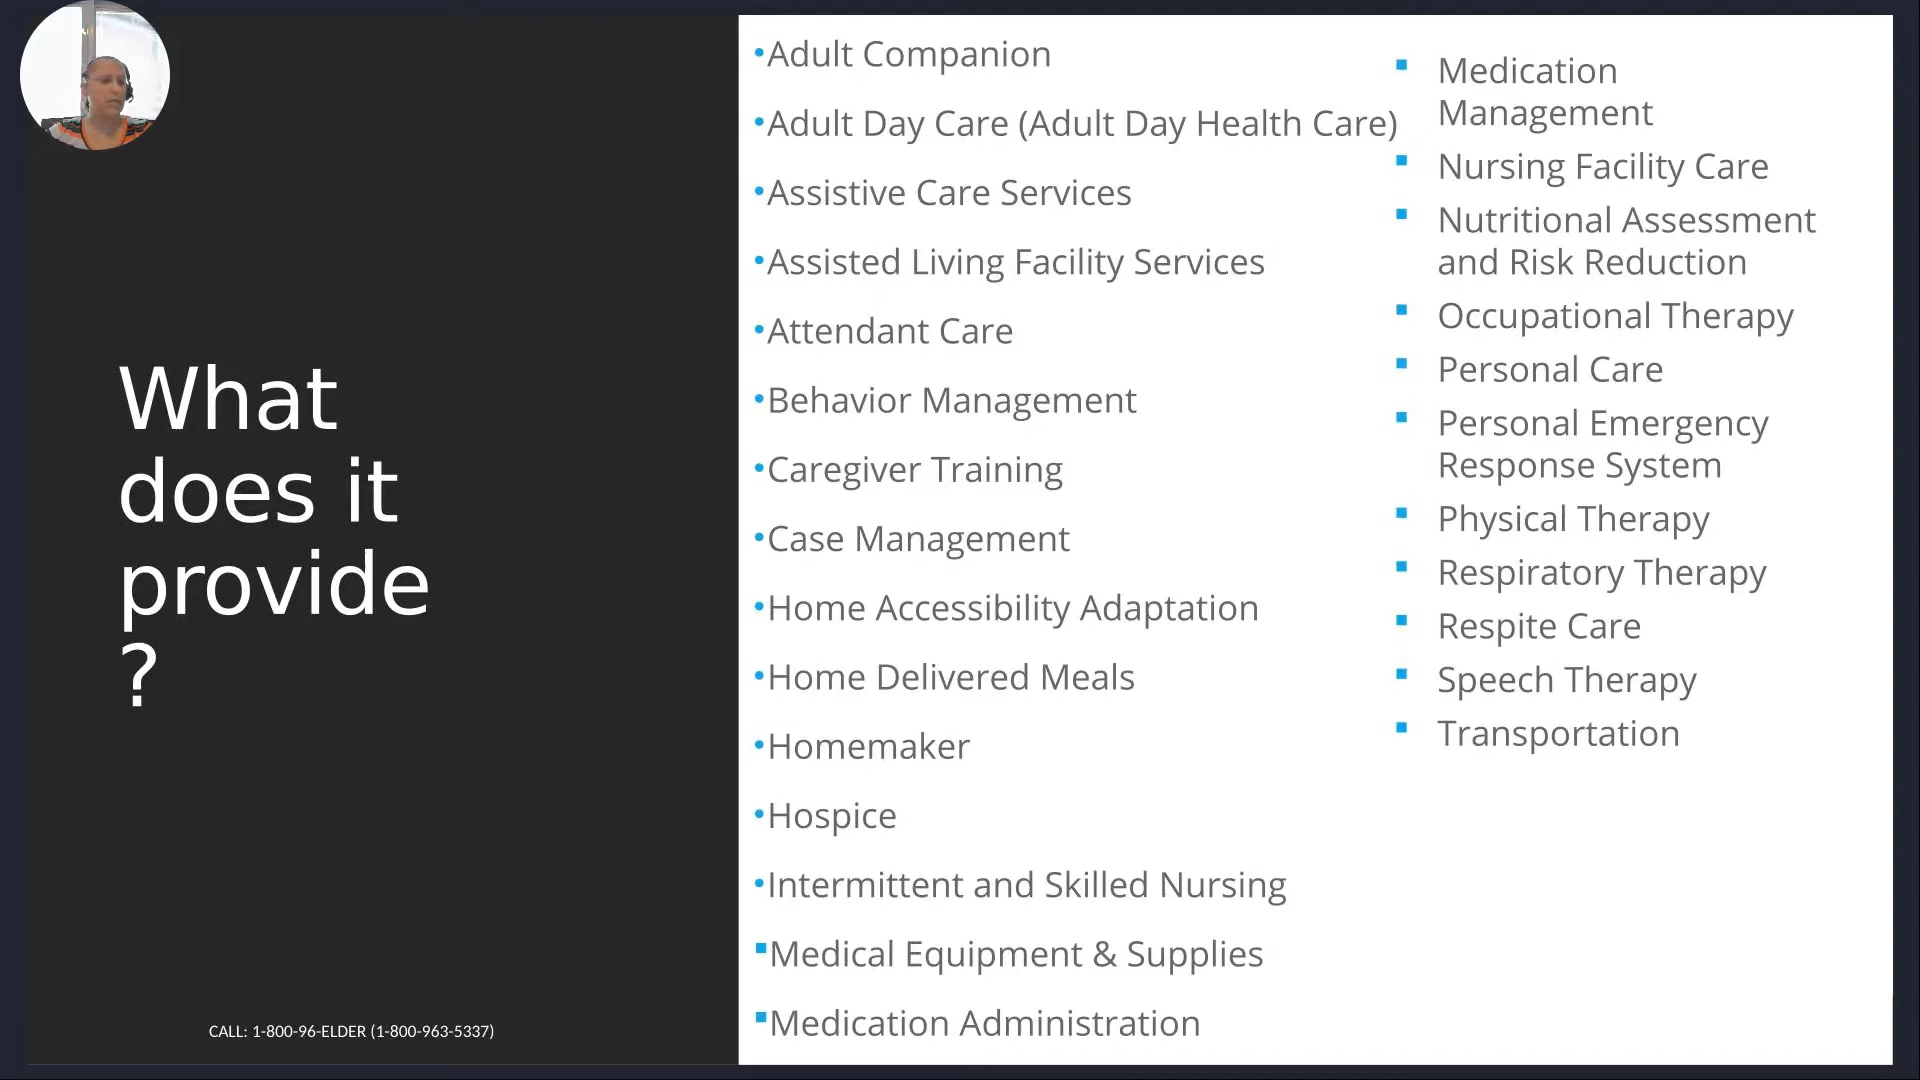 What
does it
provide
?
CALL: 1-800-96-ELDER (1-800-963-5337)
•Adult Companion
•Adult Day Care (Adult Day Health Care)
•Assistive Care Services
•Assisted Living Facility Services
•Attendant Care
•Behavior Management
•Caregiver Training
•Case Management
•Home Accessibility Adaptation
•Home Delivered Meals
•Homemaker
•Hospice
•Intermittent and Skilled Nursing
▪Medical Equipment & Supplies
▪Medication Administration
▪ Medication
Management
▪ Nursing Facility Care
▪ Nutritional Assessment
and Risk Reduction
▪ Occupational Therapy
▪ Personal Care
▪ Personal Emergency
Response System
▪ Physical Therapy
▪ Respiratory Therapy
▪ Respite Care
▪ Speech Therapy
▪ Transportation